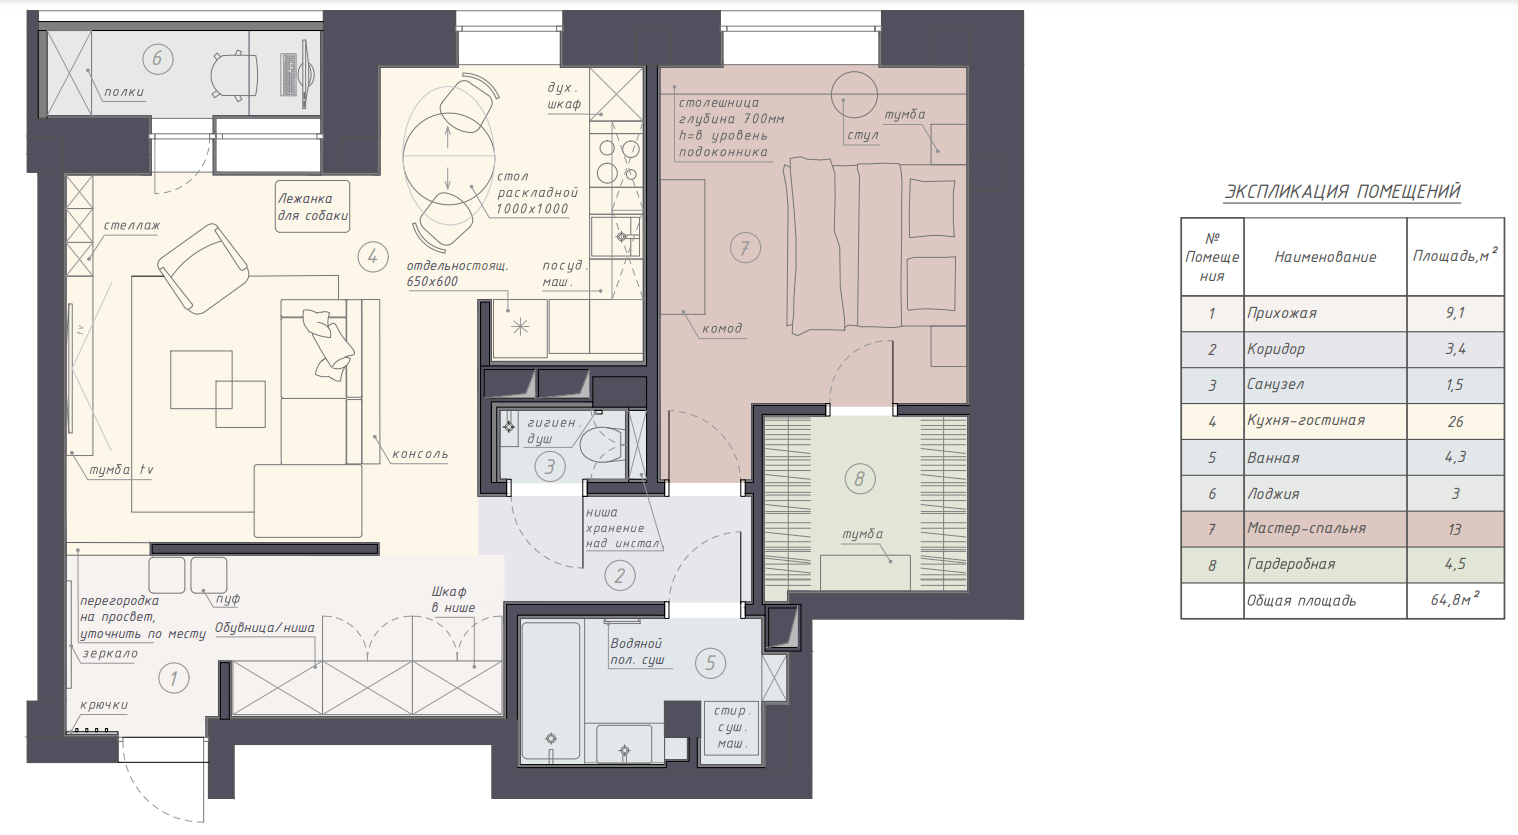 6
полки
дух.
шкаф
столешница
глубина 700мм
h=в уровень
подоконника
стул
тумба
стол
раскладной
1000х1000
Лежанка
для собаки
стеллаж
4
7
отдельностоящ.
650х600
посуд.
маш.
tv
комод
консоль
тумба tv
гигиен.
душ
3
8
тумба
ниша
хранение
над инстал.
2
перегородка
на просвет,
уточнить по месту
зеркало
пуф
Шкаф
в нише
Обувница/ниша
1
крючки
Водяной
пол. суш
5
стир.
суш.
маш.
ЭКСПЛИКАЦИЯ ПОМЕЩЕНИЙ
№
Помеще
ния
Наименование
Площадь,м²
1 Прихожая 9,1
2 Коридор 3,4
3 Санузел 1,5
4 Кухня-гостиная 26
5 Ванная 4,3
6 Лоджия 3
7 Мастер-спальня 13
8 Гардеробная 4,5
Общая площадь 64,8м²